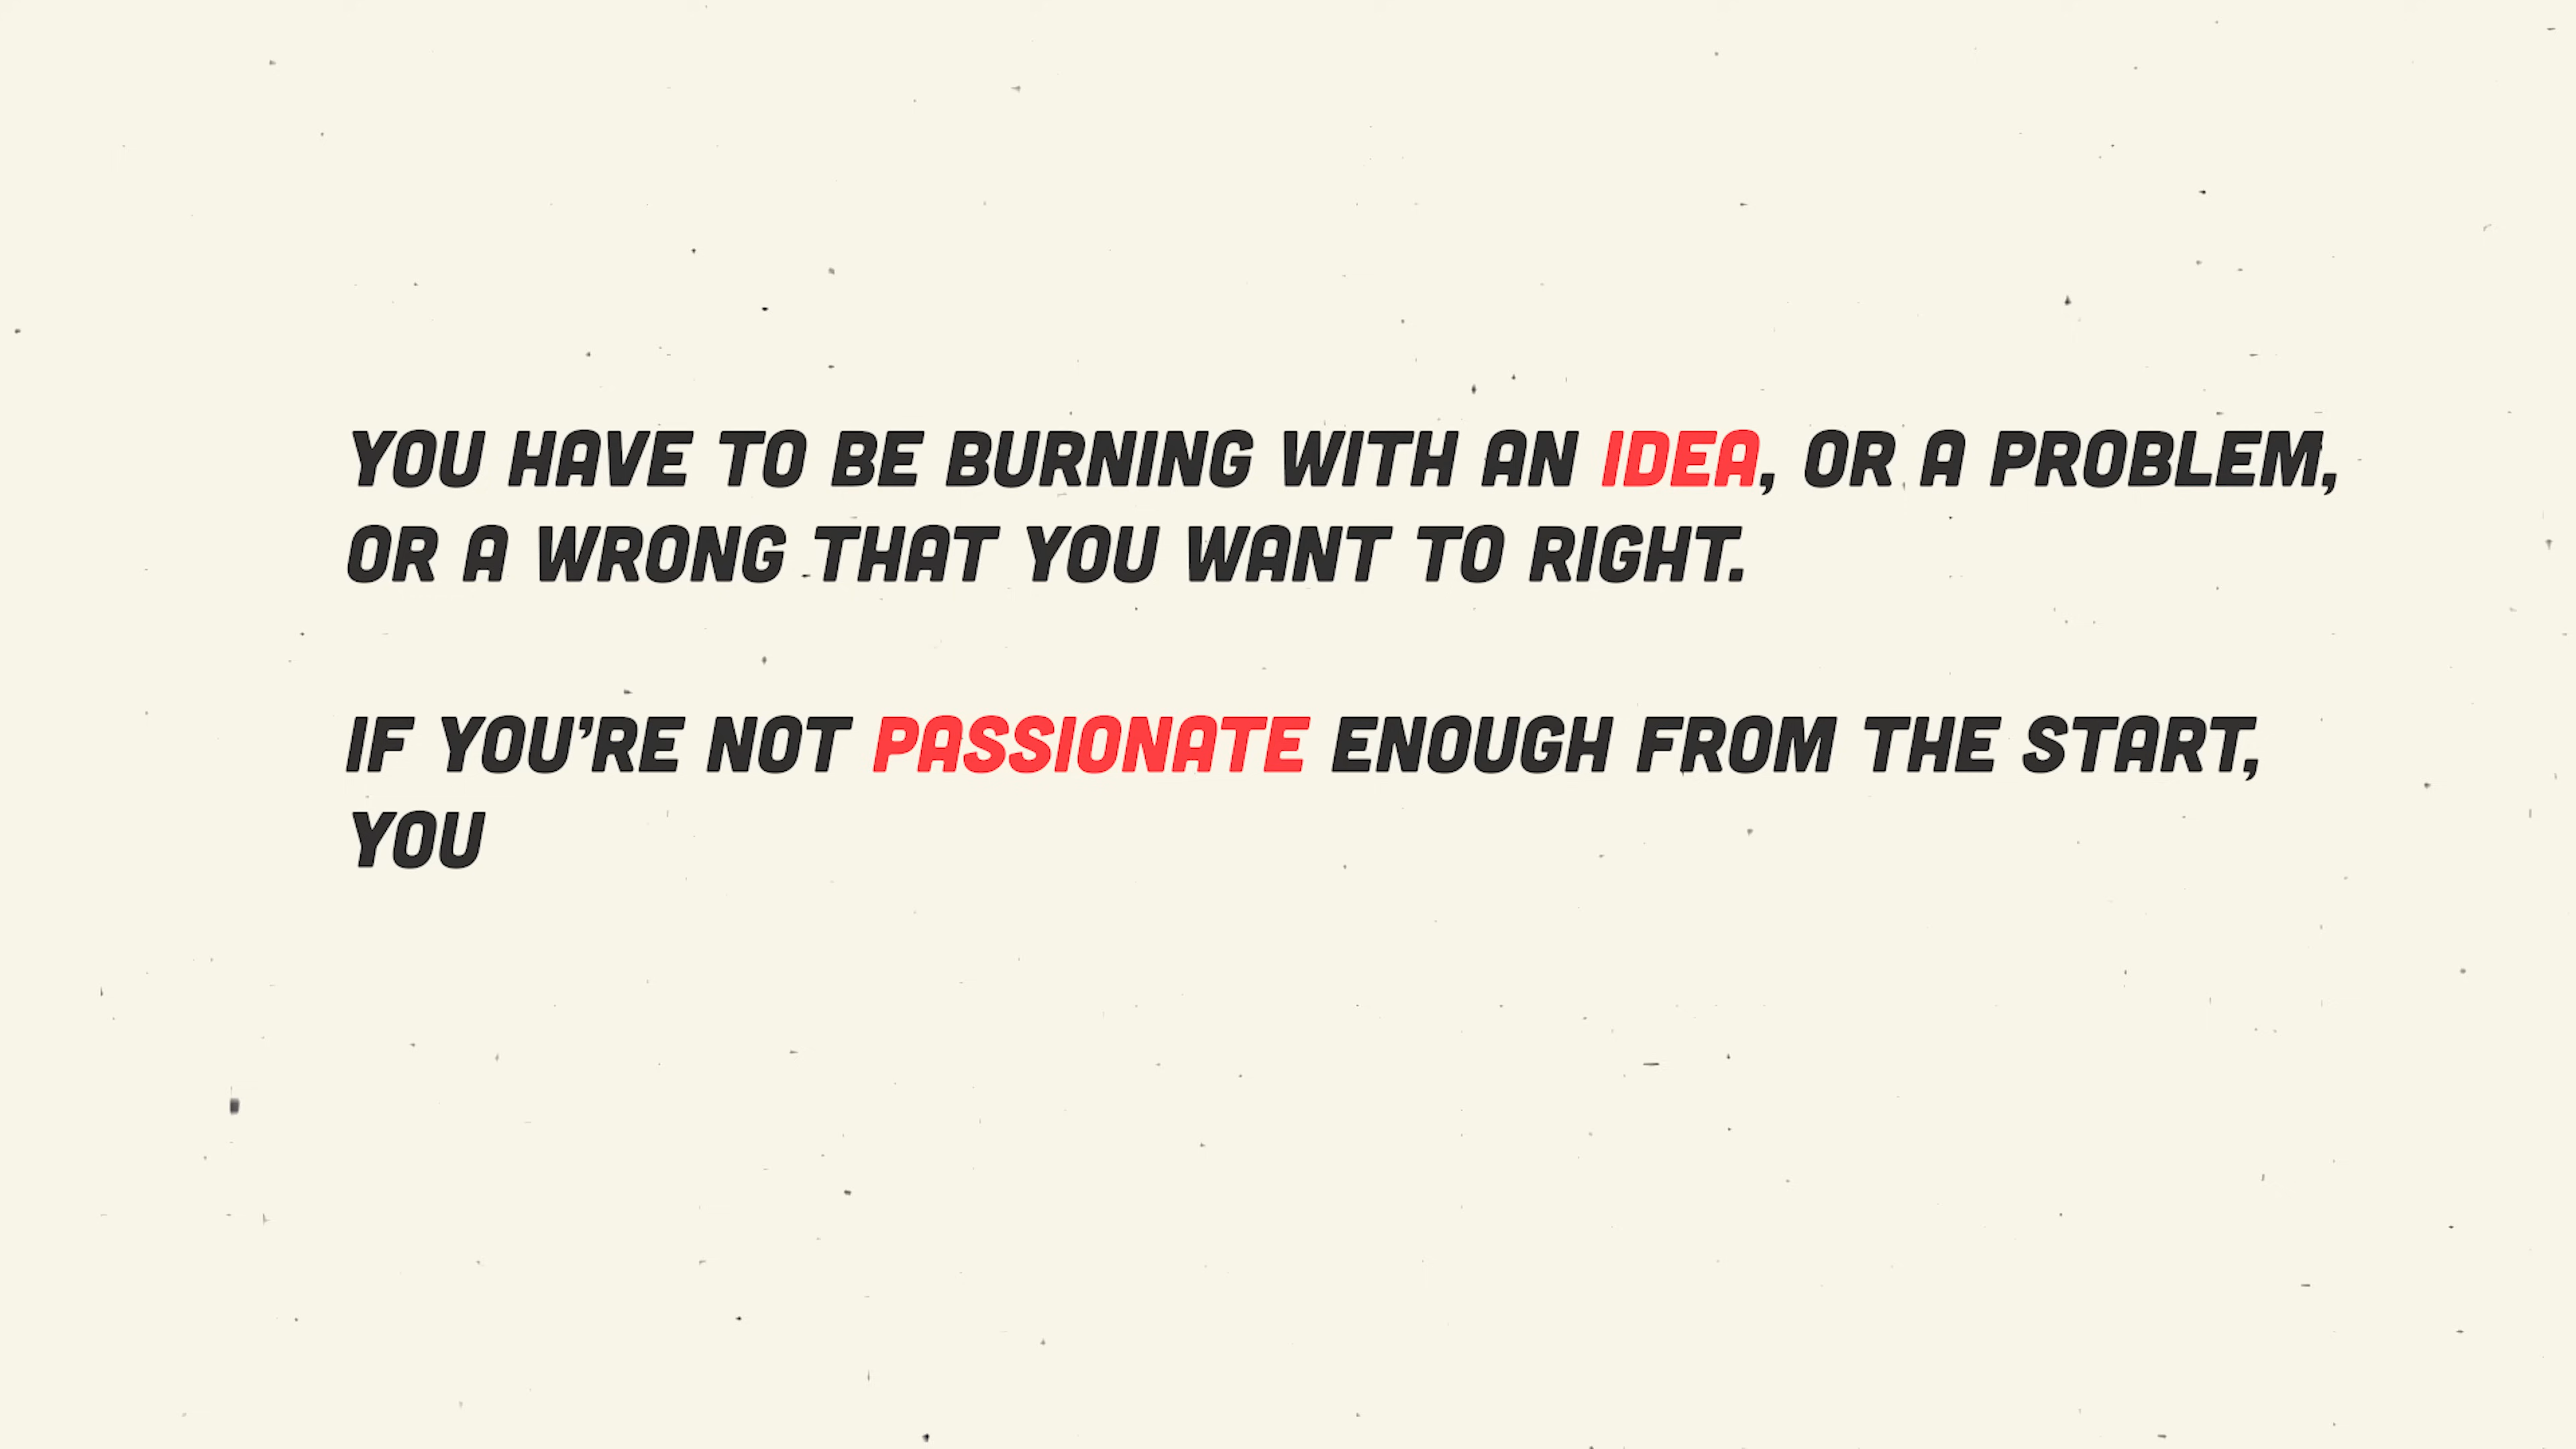 YOU HAVE TO BE BURNING WITH AN IDEA, OR A PROBLEM,
OR A WRONG THAT YOU WANT TO RIGHT.
IF YOU’RE NOT PASSIONATE ENOUGH FROM THE START,
YOU